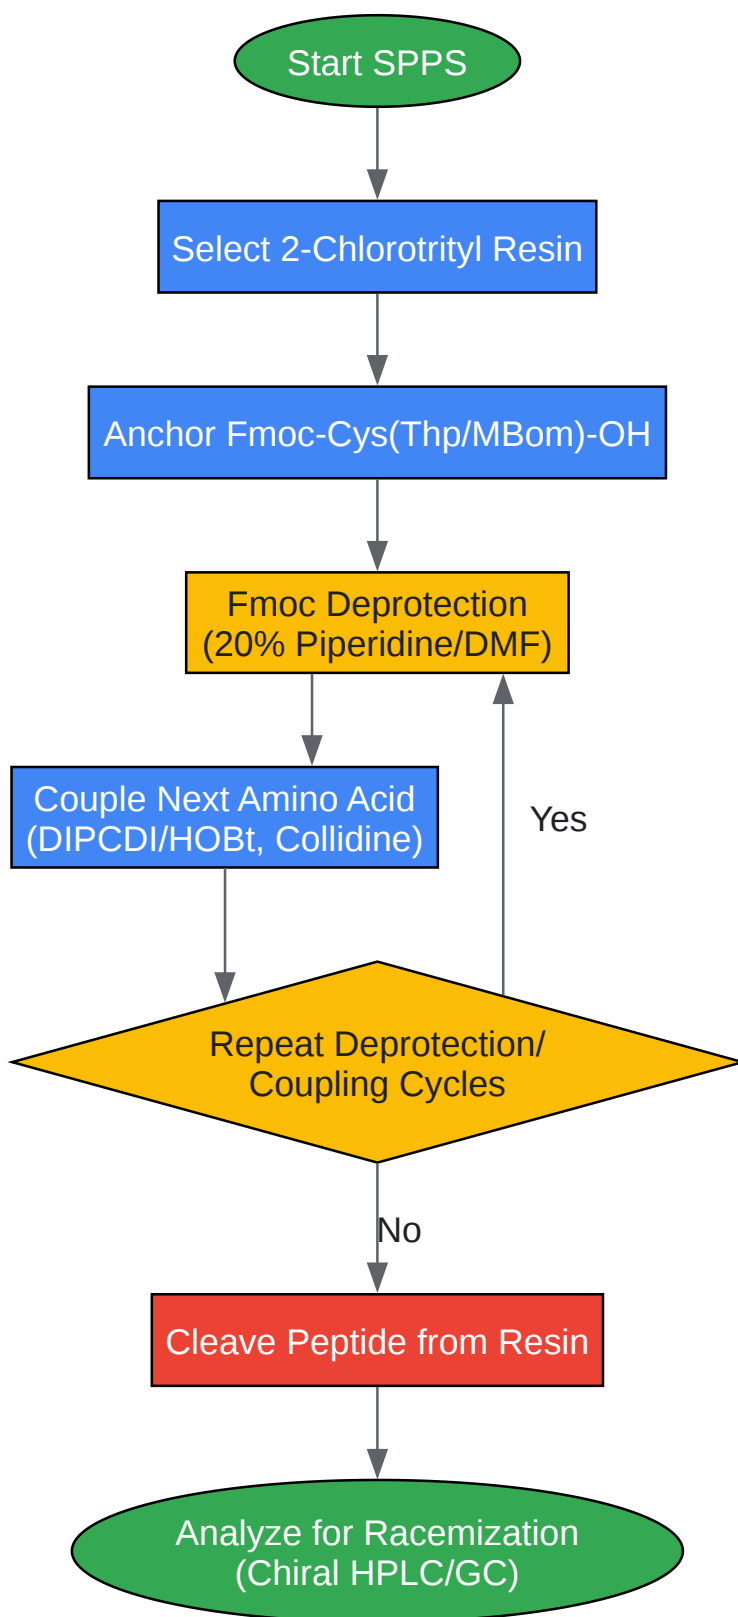 Start SPPS
Select 2-Chlorotrityl Resin
Anchor Fmoc-Cys(Thp/MBom)-OH
Fmoc Deprotection
(20% Piperidine/DMF)
Couple Next Amino Acid
(DIPCDI/HOBt, Collidine)
Yes
Repeat Deprotection/
Coupling Cycles
No
Cleave Peptide from Resin
Analyze for Racemization
(Chiral HPLC/GC)